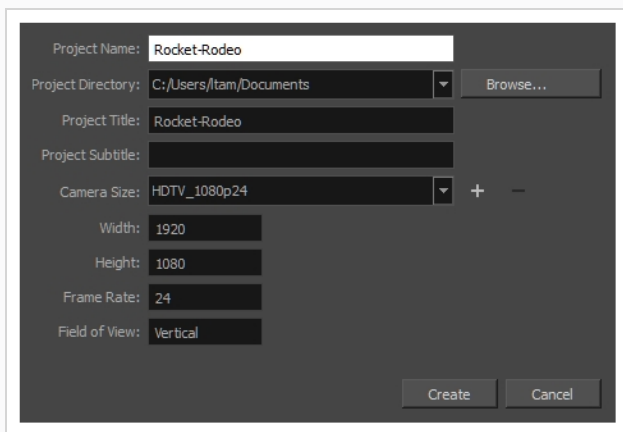 Project Name: Rocket-Rodeo
Project Directory: C:/Users/ltam/Documents Browse...
Project Title: Rocket-Rodeo
Project Subtitle:
Camera Size: HDTV_1080p24
Width: 1920
Height: 1080
Frame Rate: 24
Field of View: Vertical
Create Cancel